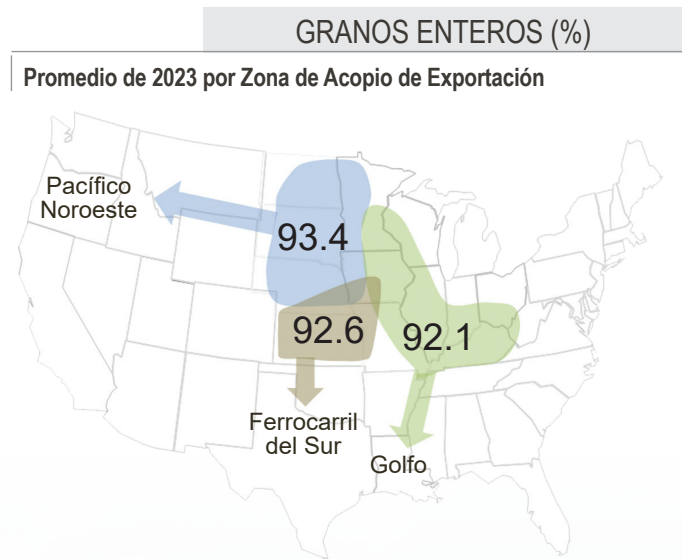 GRANOS ENTEROS (%)
Promedio de 2023 por Zona de Acopio de Exportación
Pacífico
Noroeste
93.4
92.6
92.1
Ferrocarril
del Sur
Golfo